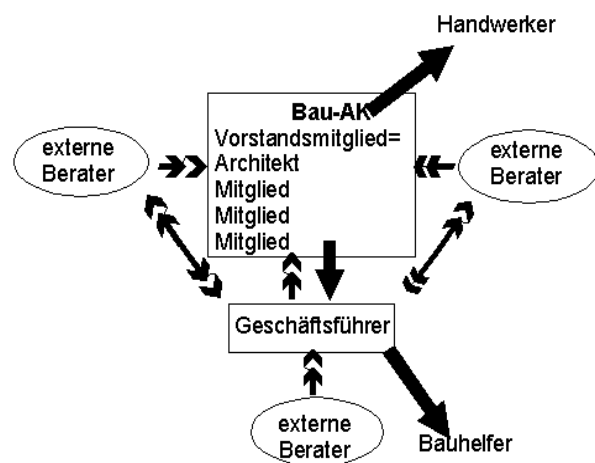 Handwerker
Bau-AK
Vorstandsmitglied=
Architekt
Mitglied
Mitglied
Mitglied
externe
Berater
externe
Berater
Geschäftsführer
externe
Berater
Bauhelfer